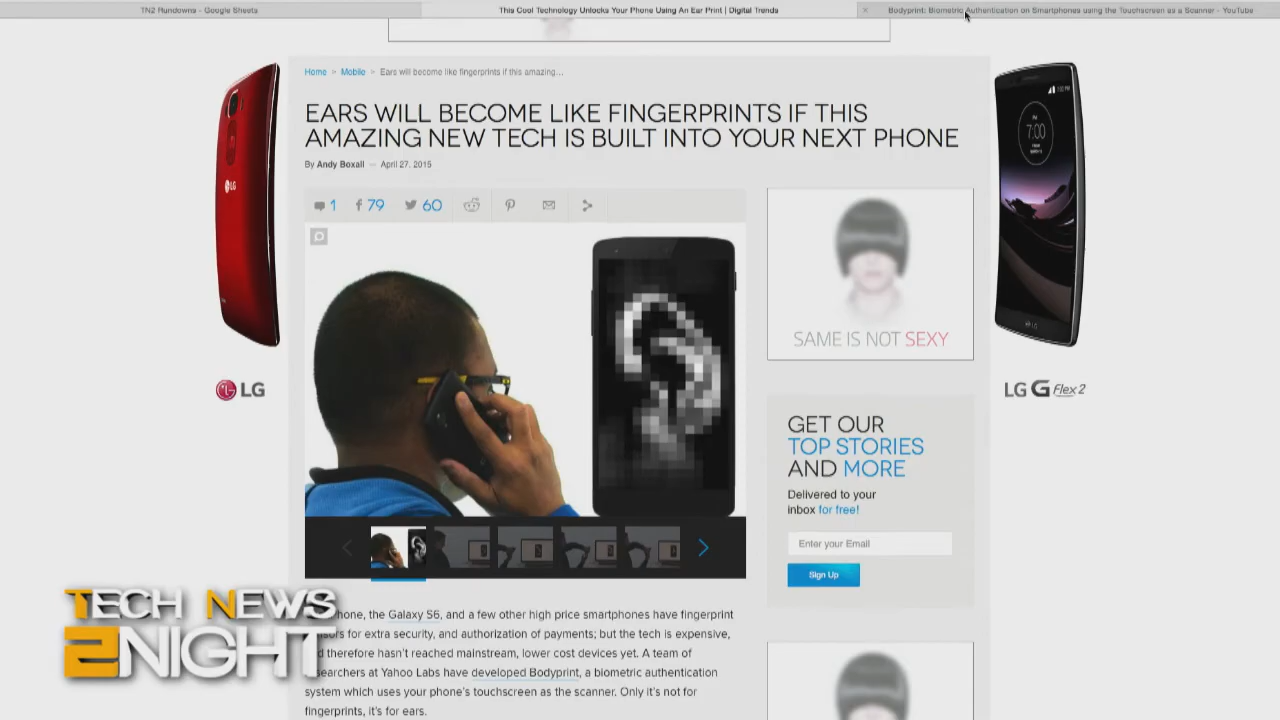 TN2 Rundowns - Google Sheets
This Cool Technology Unlocks Your Phone Using An Ear Print | Digital Trends
Bodyprint: Biometric Authentication on Smartphones using the Touchscreen as a Scanner - YouTube
Home > Mobile > Ears will become like fingerprints if this amazing...
EARS WILL BECOME LIKE FINGERPRINTS IF THIS
AMAZING NEW TECH IS BUILT INTO YOUR NEXT PHONE
By Andy Boxall — April 27, 2015
1 79 60
LG
7:00
SAME IS NOT SEXY
LG
LG G Flex 2
GET OUR
TOP STORIES
AND MORE
Delivered to your
inbox for free!
Enter your Email
Sign Up
TECH NEWS
2NIGHT
hone, the Galaxy S6, and a few other high price smartphones have fingerprint
sors for extra security, and authorization of payments; but the tech is expensive,
d therefore hasn't reached mainstream, lower cost devices yet. A team of
searchers at Yahoo Labs have developed Bodyprint, a biometric authentication
system which uses your phone's touchscreen as the scanner. Only it's not for
fingerprints, it's for ears.